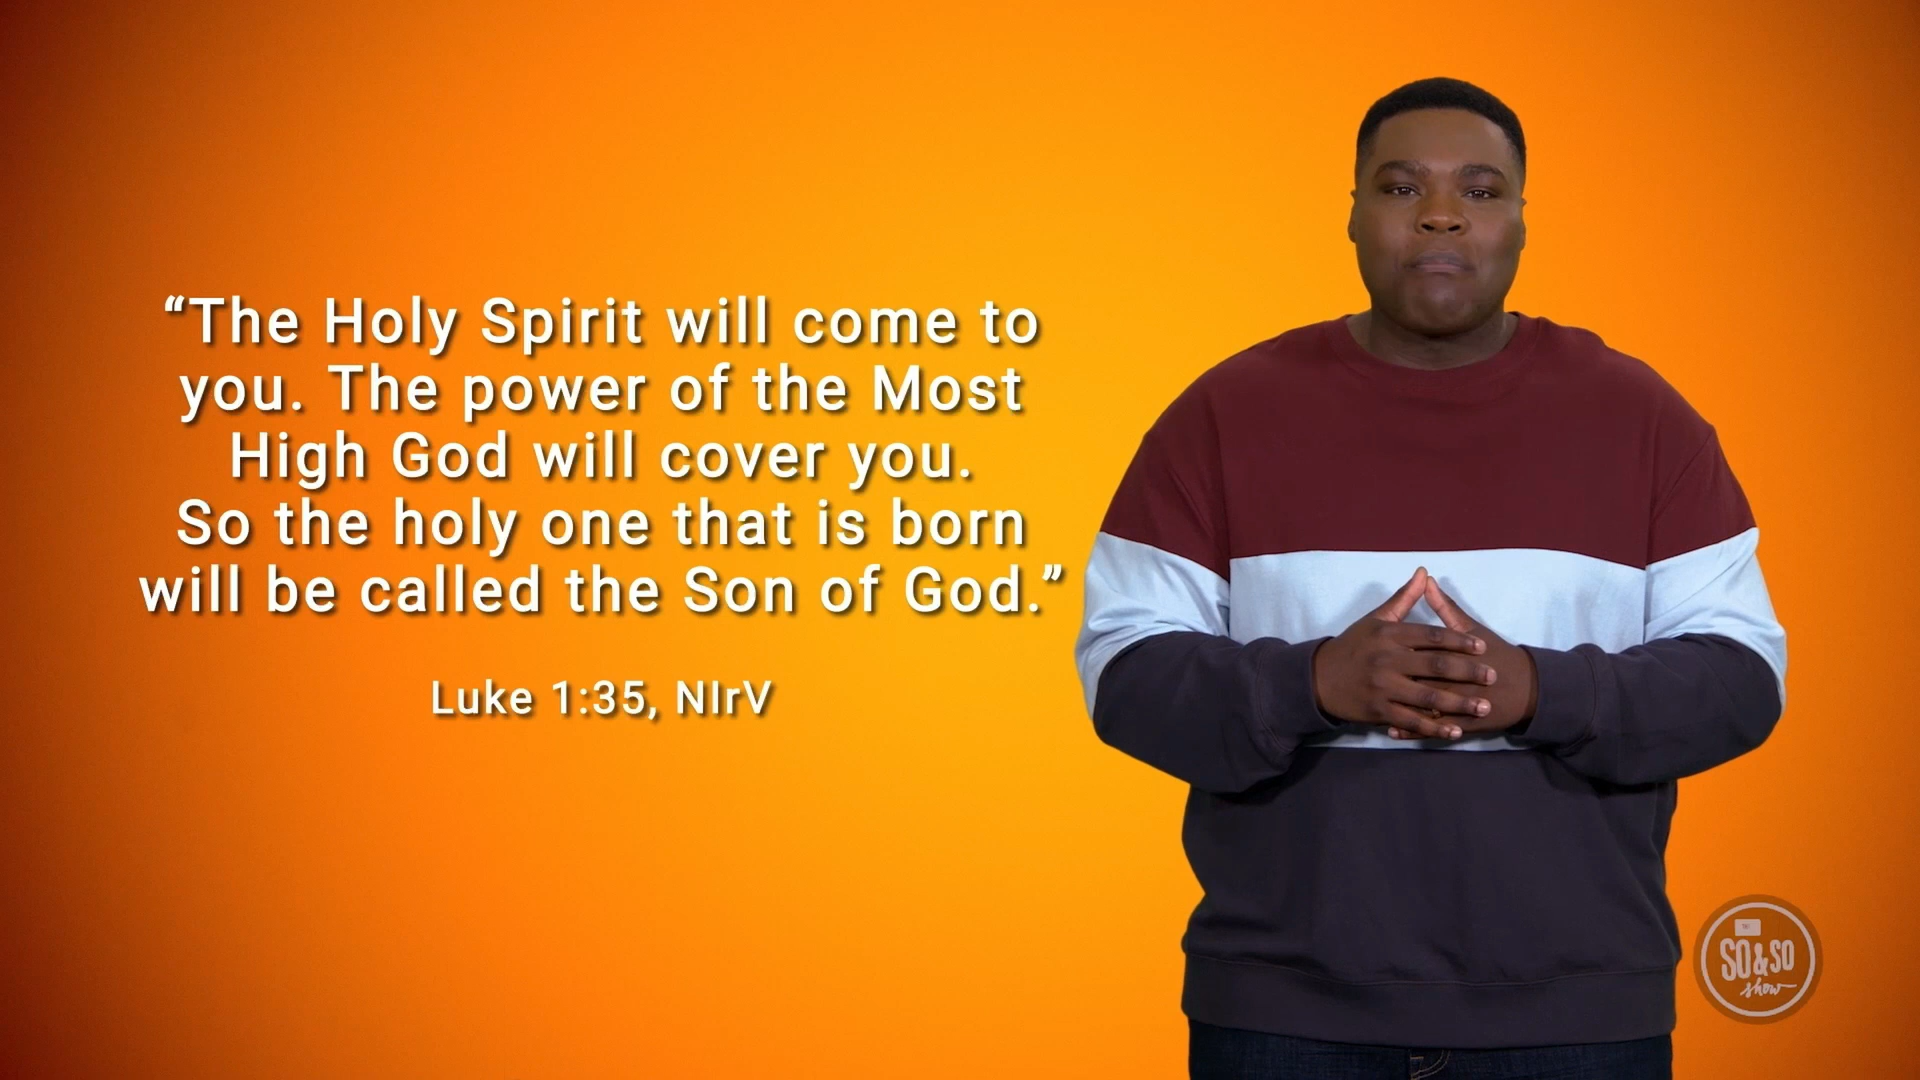 “The Holy Spirit will come to
you. The power of the Most
High God will cover you.
So the holy one that is born
will be called the Son of God.”
Luke 1:35, NIrV
SO&SO
show